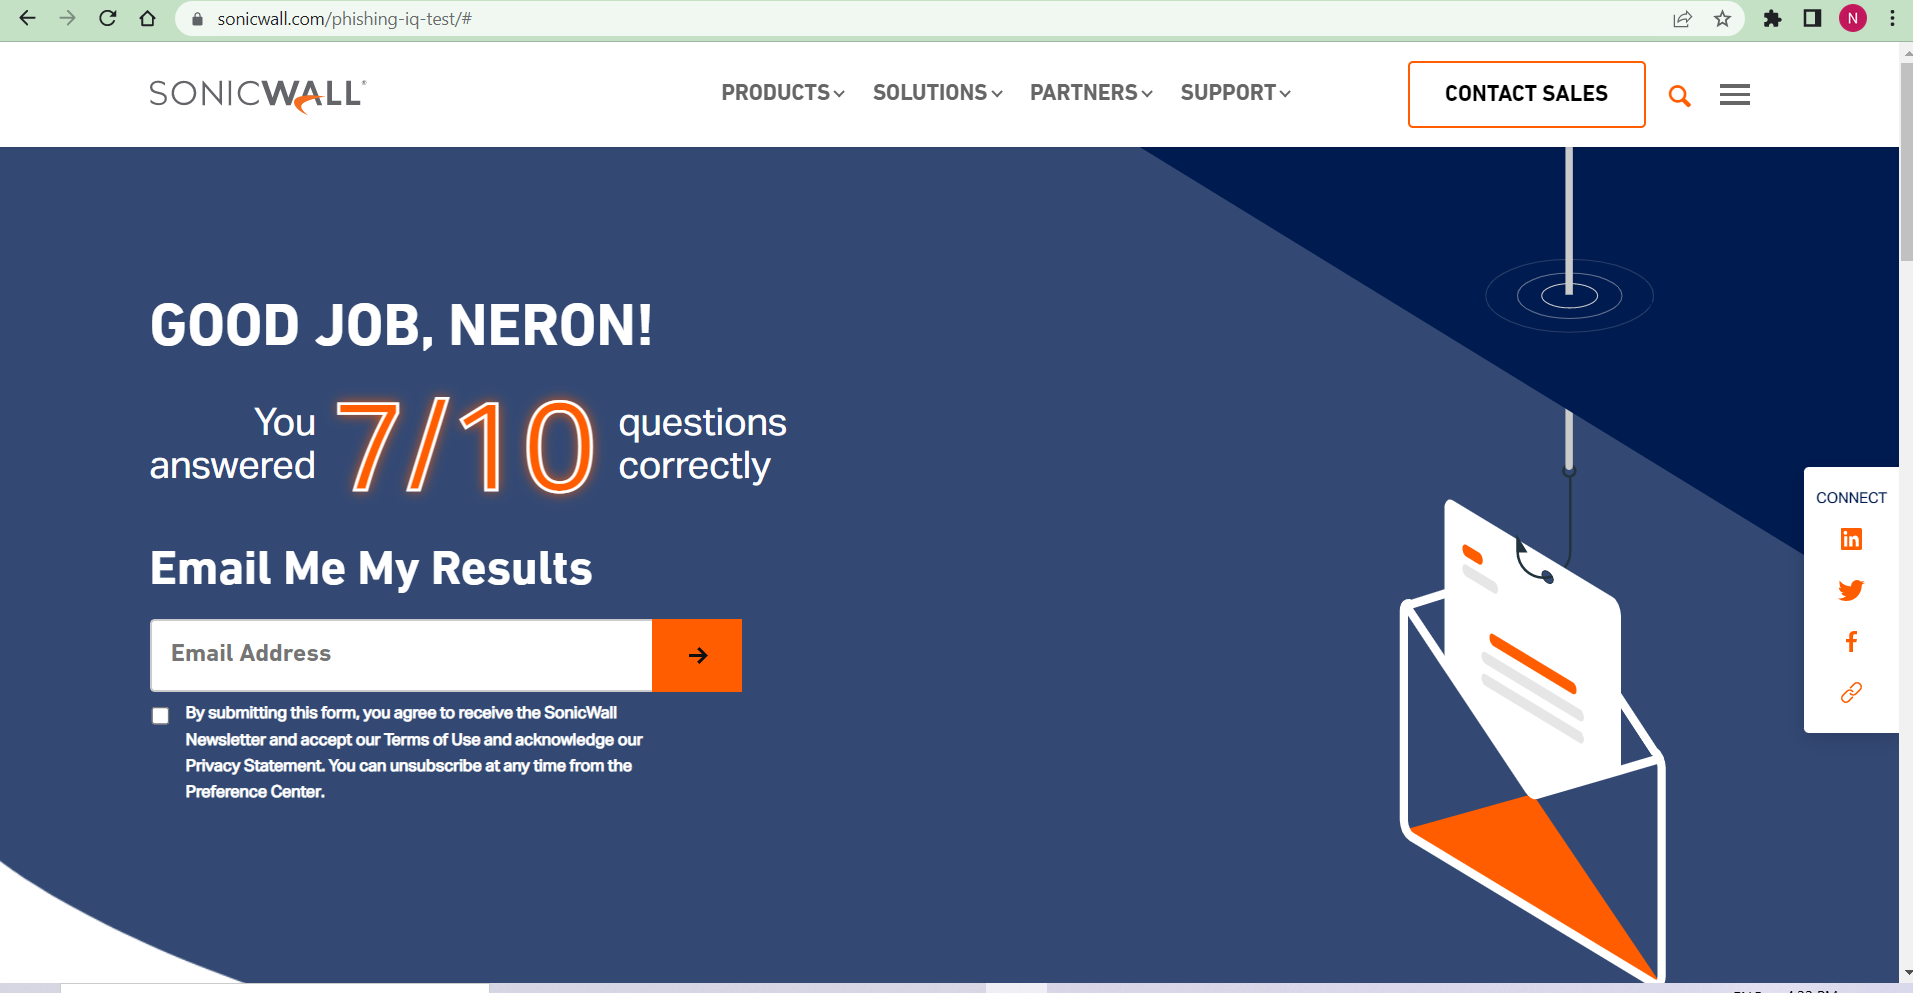 sonicwall.com/phishing-iq-test/#
N
SONICWALL®
PRODUCTS
SOLUTIONS
PARTNERS
SUPPORT
CONTACT SALES
GOOD JOB, NERON!
You answered 7/10 questions correctly
CONNECT
Email Me My Results
Email Address
By submitting this form, you agree to receive the SonicWall
Newsletter and accept our Terms of Use and acknowledge our
Privacy Statement. You can unsubscribe at any time from the
Preference Center.